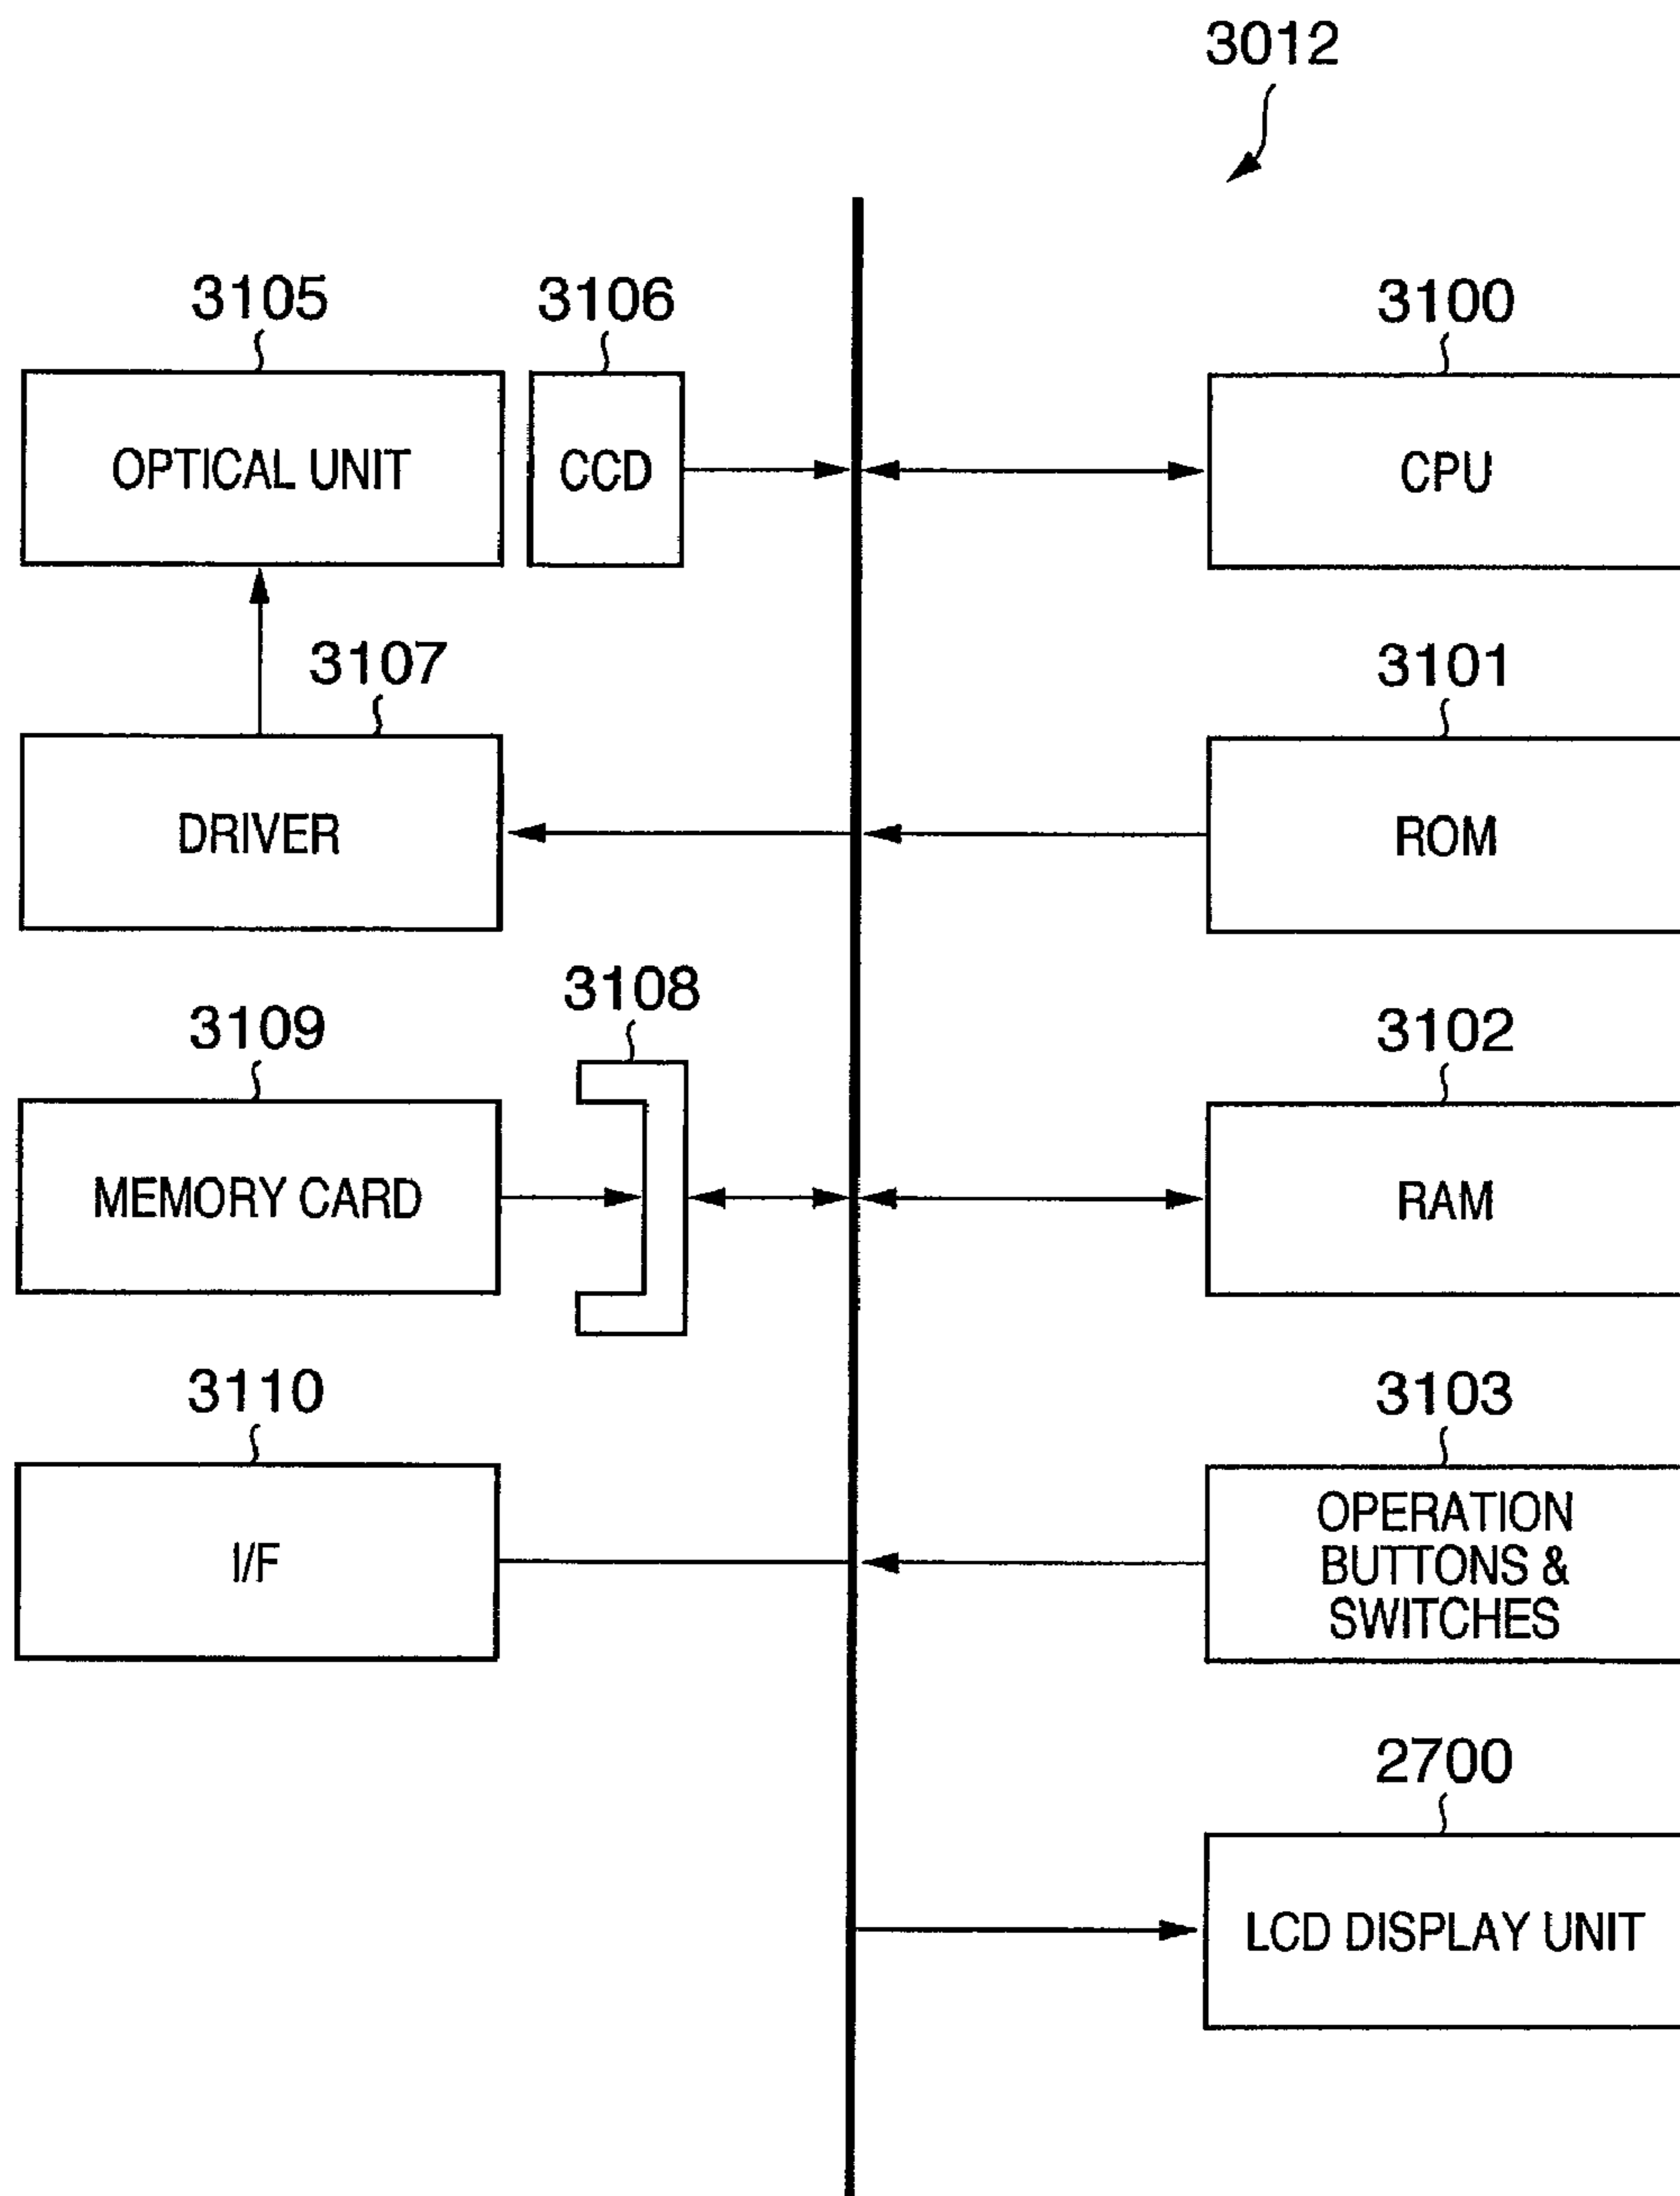 3012
3105
3106
3100
OPTICAL UNIT
CCD
CPU
3107
3101
DRIVER
ROM
3108
3109
3102
MEMORY CARD
RAM
3110
3103
I/F
OPERATION
BUTTONS &
SWITCHES
2700
LCD DISPLAY UNIT